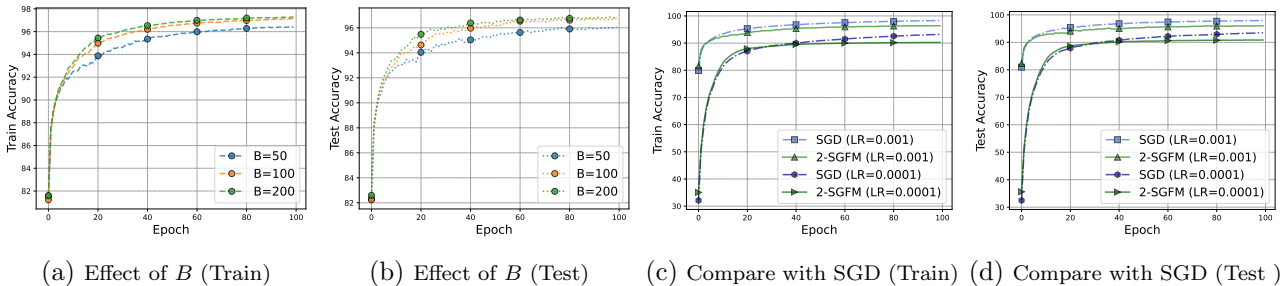 98
96
94
92
90
88
86
84
82
0
20
40
60
80
100
Train Accuracy
Epoch
B=50
B=100
B=200
(a) Effect of B (Train)
96
94
92
90
88
86
84
82
0
20
40
60
80
100
Test Accuracy
Epoch
B=50
B=100
B=200
(b) Effect of B (Test)
100
90
80
70
60
50
40
30
0
20
40
60
80
100
Train Accuracy
Epoch
SGD (LR=0.001)
2-SGFM (LR=0.001)
SGD (LR=0.0001)
2-SGFM (LR=0.0001)
(c) Compare with SGD (Train)
100
90
80
70
60
50
40
30
0
20
40
60
80
100
Test Accuracy
Epoch
SGD (LR=0.001)
2-SGFM (LR=0.001)
SGD (LR=0.0001)
2-SGFM (LR=0.0001)
(d) Compare with SGD (Test )